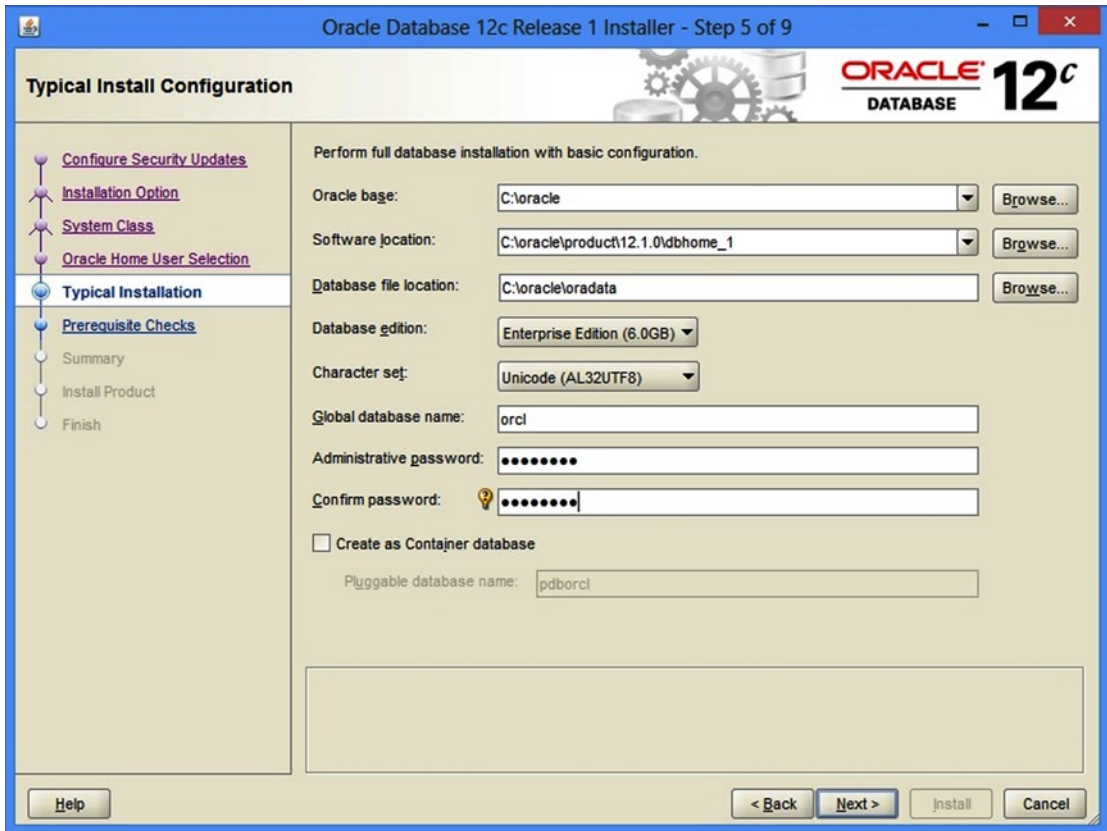 Oracle Database 12c Release 1 Installer - Step 5 of 9
Typical Install Configuration
ORACLE
DATABASE
12c
Configure Security Updates
Installation Option
System Class
Oracle Home User Selection
Typical Installation
Prerequisite Checks
Summary
Install Product
Finish
Perform full database installation with basic configuration.
Oracle base: C:\oracle Browse...
Software location: C:\oracle\product\12.1.0\dbhome_1 Browse...
Database file location: C:\oracle\oradata Browse...
Database edition: Enterprise Edition (6.0GB)
Character set: Unicode (AL32UTF8)
Global database name: orcl
Administrative password: ●●●●●●●●
Confirm password: ●●●●●●●●
Create as Container database
Pluggable database name: pdborcl
Help < Back Next > Install Cancel